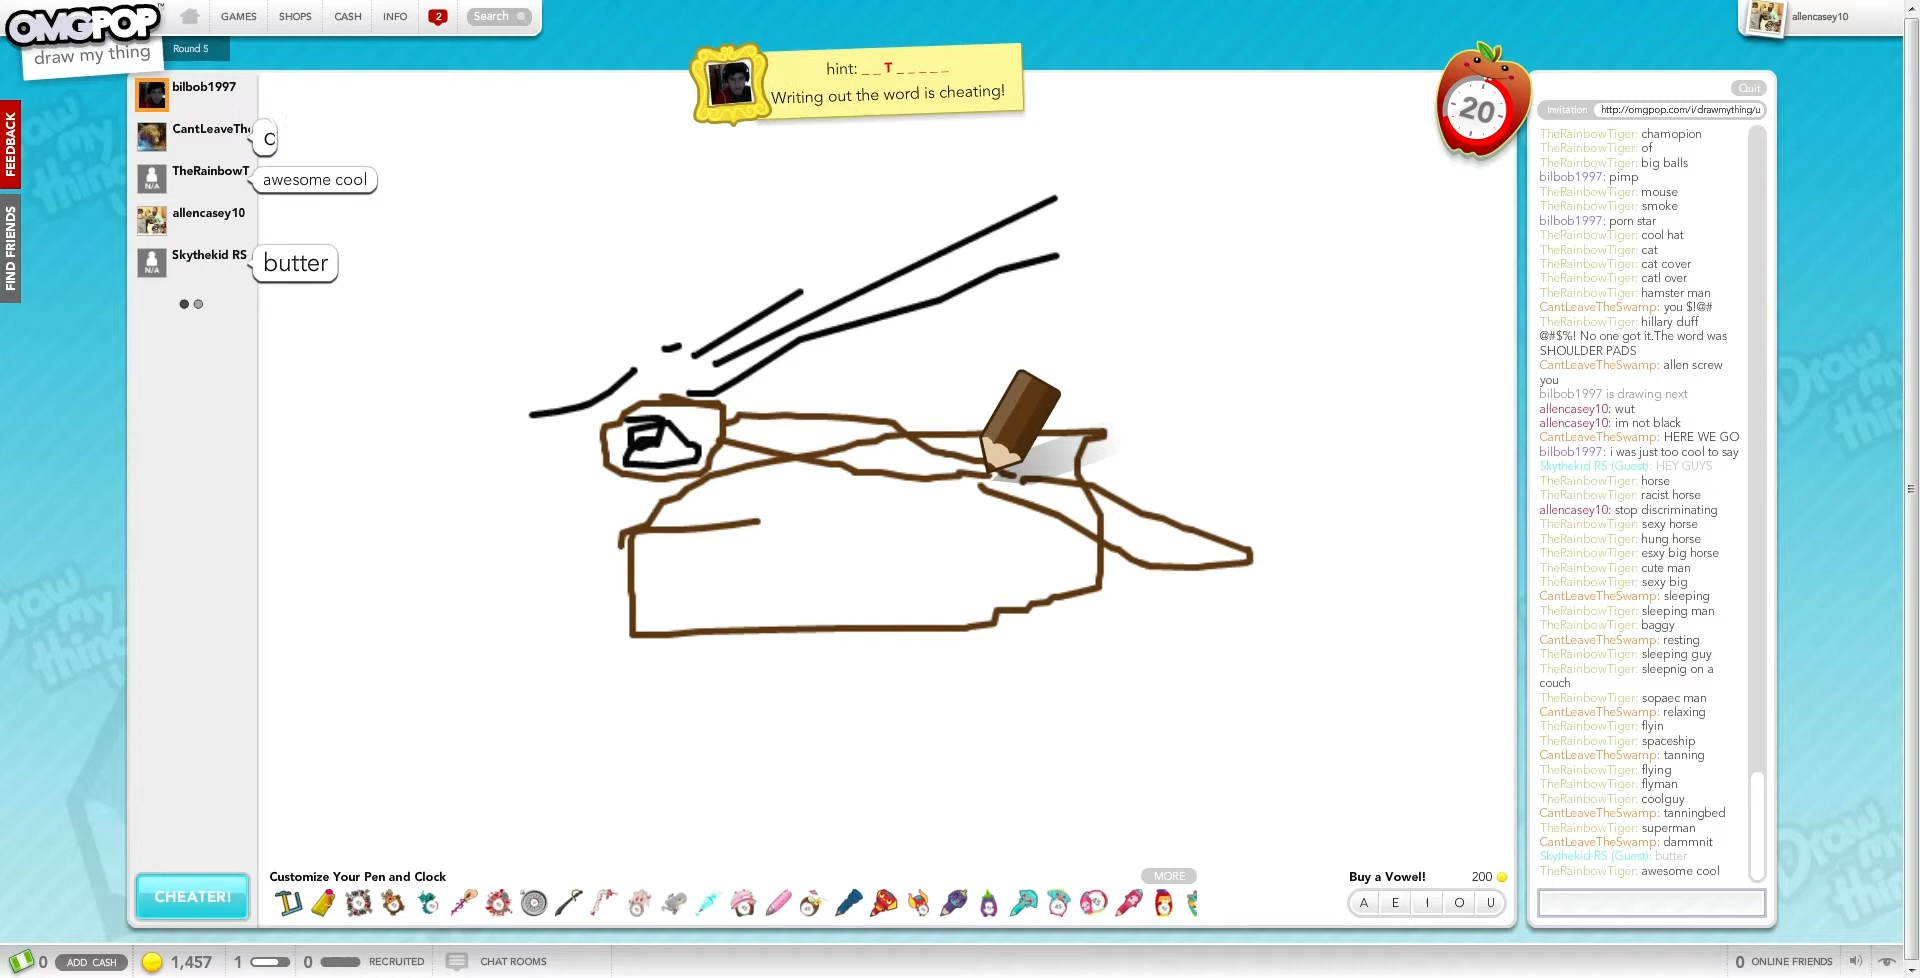 OMGPOP
draw my thing
GAMES
SHOPS
CASH
INFO
2
Search
allencasey10
Round 5
FEEDBACK
FIND FRIENDS
bilbob1997
CantLeaveThe
C
TheRainbowT
awesome cool
allencasey10
Skythekid RS
butter
N/A
N/A
hint: _ _ T _ _ _ _ _
Writing out the word is cheating!
20
Quit
Invitation http://omgpop.com/i/drawmything/u
TheRainbowTiger: chamopion
TheRainbowTiger: of
TheRainbowTiger: big balls
bilbob1997: pimp
TheRainbowTiger: mouse
TheRainbowTiger: smoke
bilbob1997: porn star
TheRainbowTiger: cool hat
TheRainbowTiger: cat
TheRainbowTiger: cat cover
TheRainbowTiger: catl over
TheRainbowTiger: hamster man
CantLeaveTheSwamp: you $!@#
TheRainbowTiger: hillary duff
@#$%! No one got it.The word was
SHOULDER PADS
CantLeaveTheSwamp: allen screw
you
bilbob1997 is drawing next
allencasey10: wut
allencasey10: im not black
CantLeaveTheSwamp: HERE WE GO
bilbob1997: i was just too cool to say
Skythekid RS (Guest): HEY GUYS
TheRainbowTiger: horse
TheRainbowTiger: racist horse
allencasey10: stop discriminating
TheRainbowTiger: sexy horse
TheRainbowTiger: hung horse
TheRainbowTiger: esxy big horse
TheRainbowTiger: cute man
TheRainbowTiger: sexy big
CantLeaveTheSwamp: sleeping
TheRainbowTiger: sleeping man
TheRainbowTiger: baggy
CantLeaveTheSwamp: resting
TheRainbowTiger: sleeping guy
TheRainbowTiger: sleepnig on a
couch
TheRainbowTiger: sopaec man
CantLeaveTheSwamp: relaxing
TheRainbowTiger: flyin
TheRainbowTiger: spaceship
CantLeaveTheSwamp: tanning
TheRainbowTiger: flying
TheRainbowTiger: flyman
TheRainbowTiger: coolguy
CantLeaveTheSwamp: tanningbed
TheRainbowTiger: superman
CantLeaveTheSwamp: dammnit
Skythekid RS (Guest): butter
TheRainbowTiger: awesome cool
CHEATER!
Customize Your Pen and Clock
MORE
Buy a Vowel!
200
A E I O U
0 ADD CASH
1,457
1
0
RECRUITED
CHAT ROOMS
0 ONLINE FRIENDS